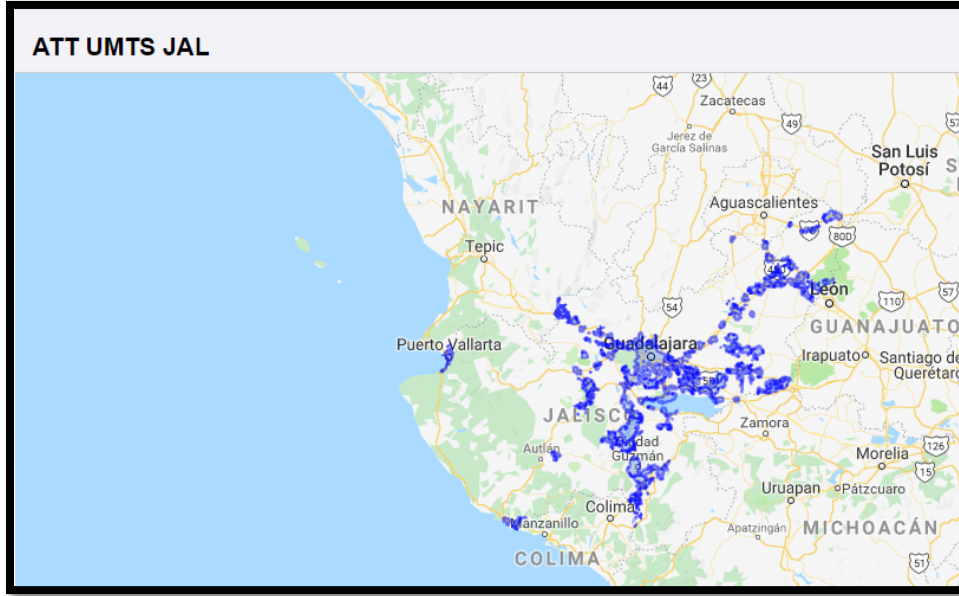 ATT UMTS JAL
44
23
Zacatecas
49
57
Jerez de
García Salinas
San Luis
Potosí
S
Aguascalientes
NAYARIT
80D
Tepic
León
57
110
54
GUANAJUATO
Puerto Vallarta
Guadalajara
Irapuato
Santiago de
Querétaro
JALISCO
Zamora
126
Autlán
Ciudad
Guzmán
Morelia
15
Uruapan
Pátzcuaro
Colima
Manzanillo
Apatzingán
MICHOACÁN
COLIMA
51